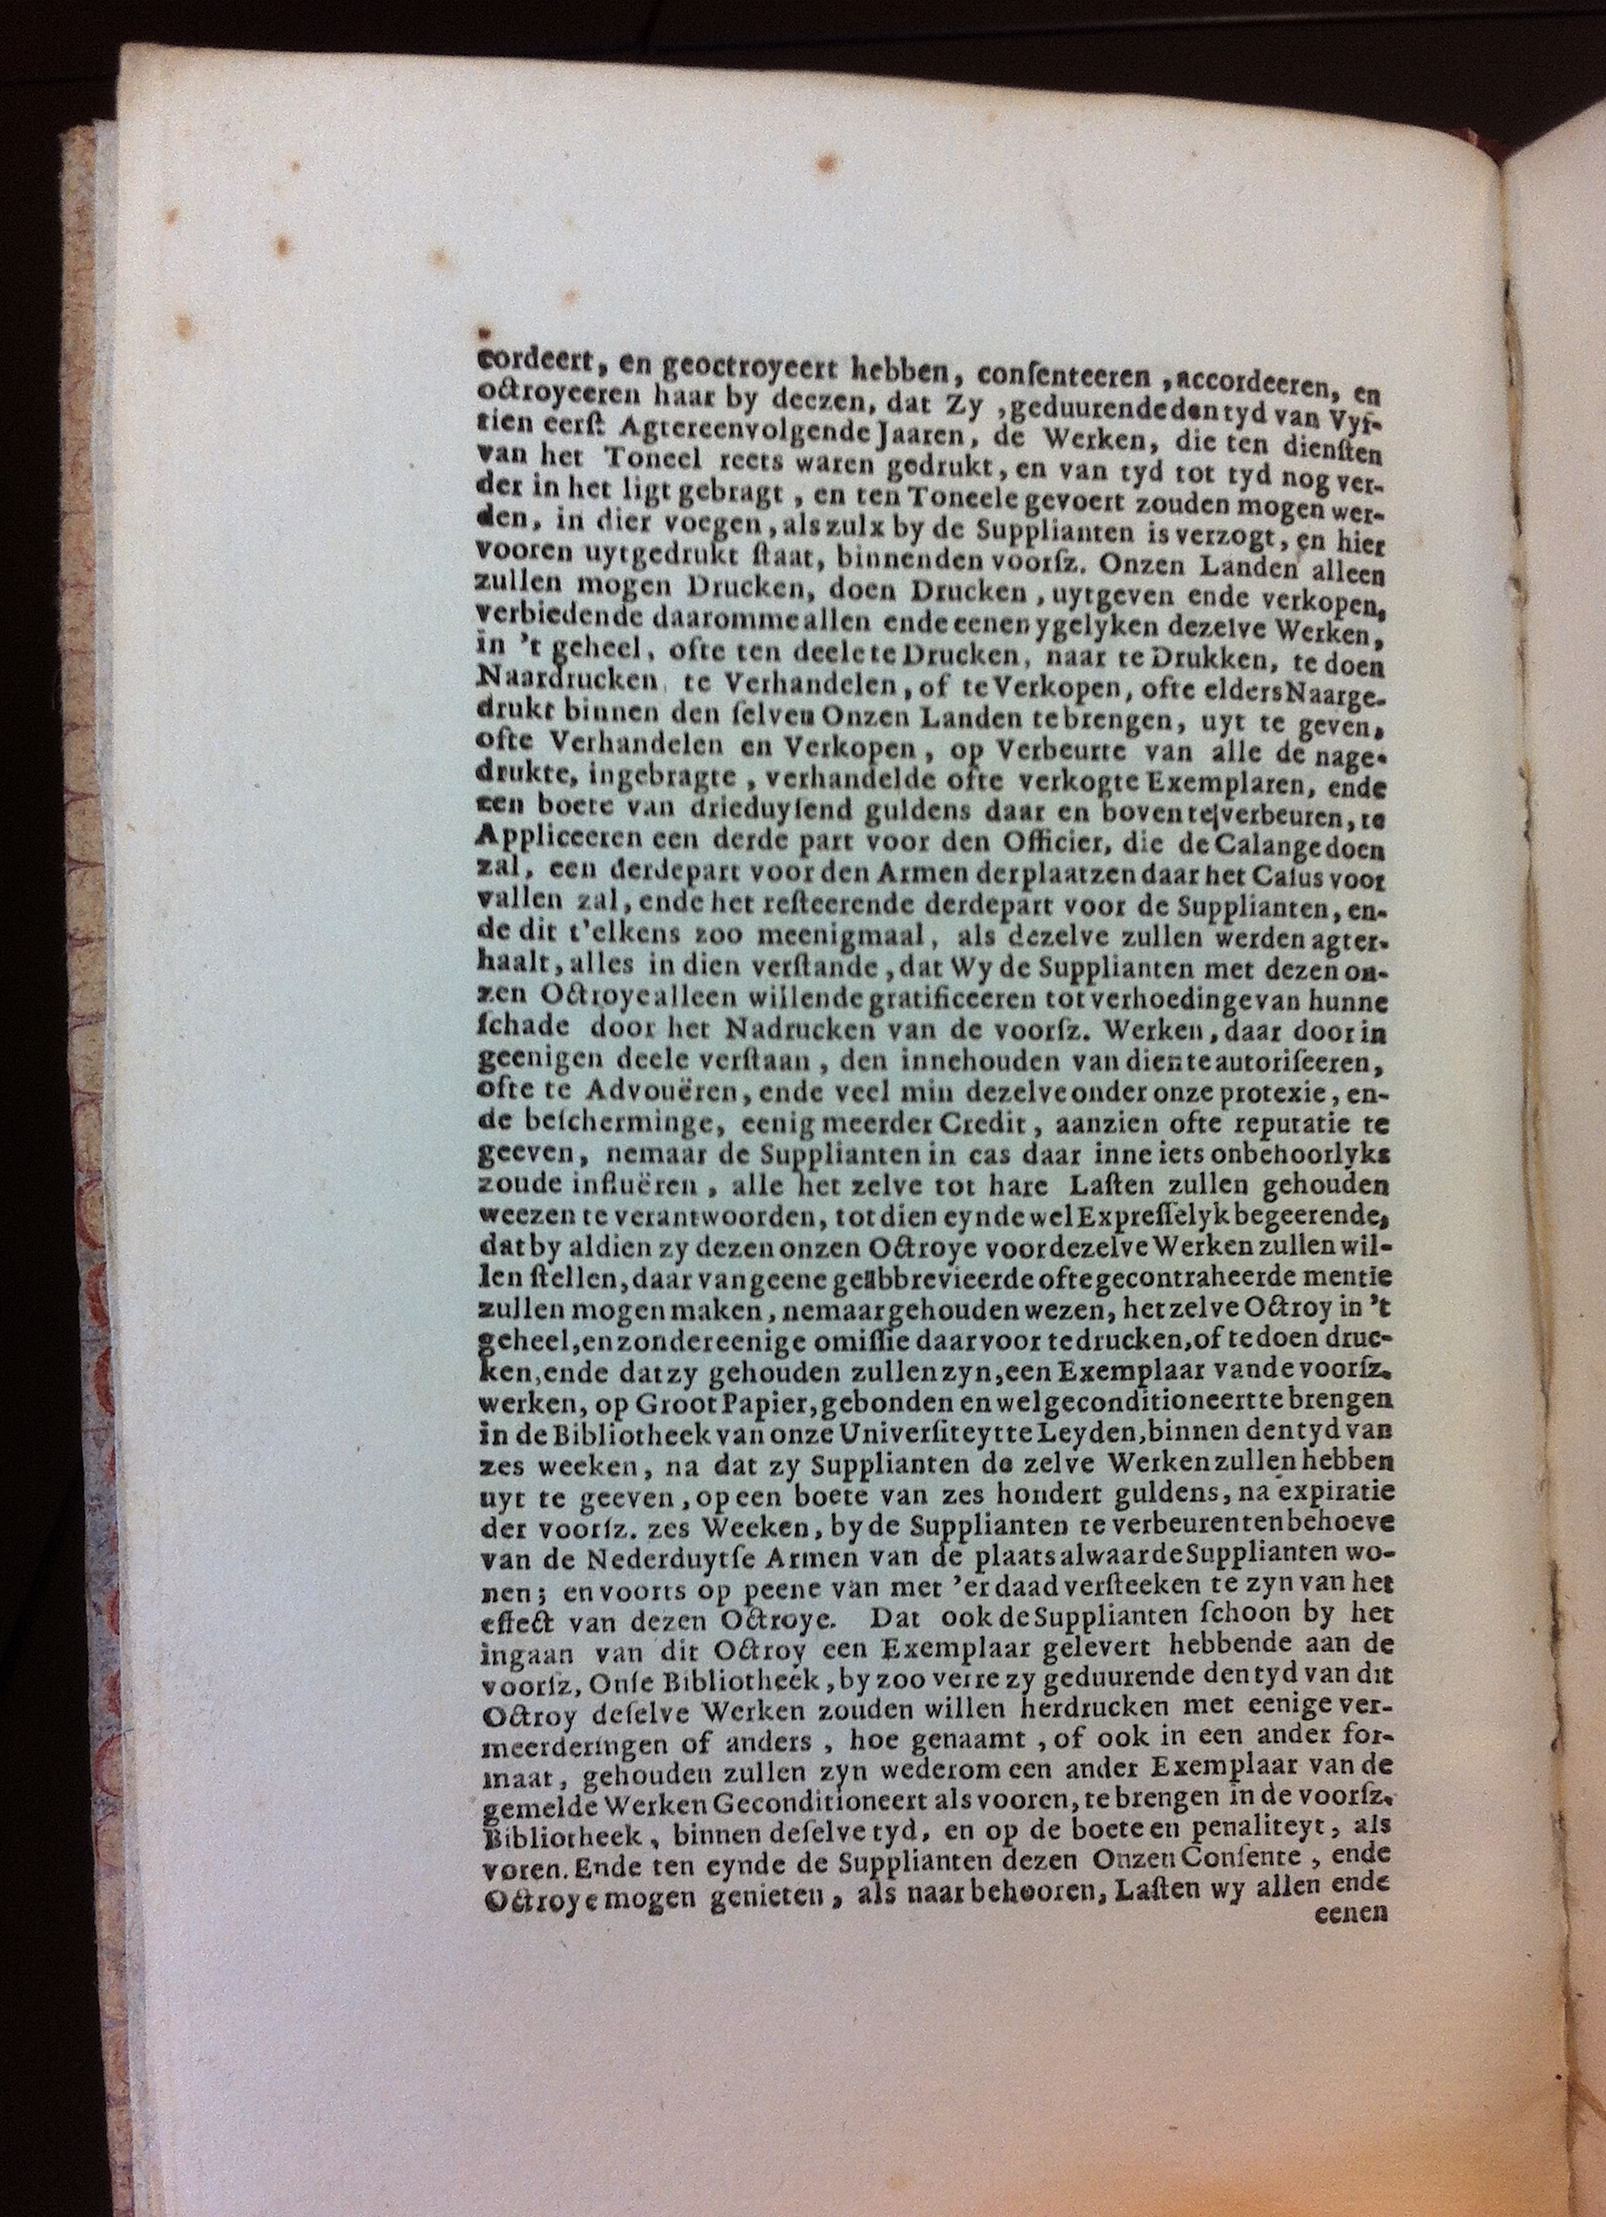 cordeert, en geoctroyeert hebben, conſenteeren, accordeeren, en
octroyeeren haar by deezen, dat Zy, geduurende den tyd van Vyf-
tien eerſt Agtereenvolgende Jaaren, de Werken, die ten dienſten
van het Toneel reets waren gedrukt, en van tyd tot tyd nog ver-
der in het ligt gebragt, en ten Toneele gevoert zouden mogen wer-
den, in dier voegen, als zulx by de Supplianten is verzogt, en hier
vooren uytgedrukt ſtaat, binnen den voorſz. Onzen Landen alleen
zullen mogen Drucken, doen Drucken, uytgeven ende verkopen,
verbiedende daaromme allen ende eenen ygelyken dezelve Werken,
in 't geheel, ofte ten deele te Drucken, naar te Drukken, te doen
Naardrucken, te Verhandelen, of te Verkopen, ofte elders Naarge-
drukt binnen den ſelven Onzen Landen te brengen, uyt te geven,
ofte Verhandelen en Verkopen, op Verbeurte van alle de nage-
drukte, ingebragte, verhandelde ofte verkogte Exemplaren, ende
een boete van drieduyſend guldens daar en boven te verbeuren, te
Appliceeren een derde part voor den Officier, die de Calange doen
zal, een derdepart voor den Armen der plaatzen daar het Caſus voor
vallen zal, ende het reſteerende derdepart voor de Supplianten, en-
de dit t'elkens zoo meenigmaal, als dezelve zullen werden agter-
haalt, alles in dien verſtande, dat Wy de Supplianten met dezen on-
zen Octroye alleen willende gratificeeren tot verhoedinge van hunne
ſchade door het Nadrucken van de voorſz. Werken, daar door in
geenigen deele verſtaan, den innehouden van dien te autoriſeeren,
ofte te Advouëren, ende veel min dezelve onder onze protexie, en-
de beſcherminge, eenig meerder Credit, aanzien ofte reputatie te
geeven, nemaar de Supplianten in cas daar inne iets onbehoorlyks
zoude influëren, alle het zelve tot hare Laſten zullen gehouden
weezen te verantwoorden, tot dien eynde wel Expreſſelyk begeerende,
dat by aldien zy dezen onzen Octroye voor dezelve Werken zullen wil-
len ſtellen, daar van geene geäbbrevieerde ofte gecontraheerde mentie
zullen mogen maken, nemaar gehouden wezen, het zelve Octroy in 't
geheel, en zonder eenige omiſſie daar voor te drucken, of te doen druc-
ken, ende dat zy gehouden zullen zyn, een Exemplaar van de voorſz.
werken, op Groot Papier, gebonden en wel geconditioneert te brengen
in de Bibliotheek van onze Univerſiteyt te Leyden, binnen den tyd van
zes weeken, na dat zy Supplianten de zelve Werken zullen hebben
uyt te geeven, op een boete van zes hondert guldens, na expiratie
der voorſz. zes Weeken, by de Supplianten te verbeuren ten behoeve
van de Nederduytſe Armen van de plaats alwaar de Supplianten wo-
nen; en voorts op peene van met 'er daad verſteeken te zyn van het
effect van dezen Octroye. Dat ook de Supplianten ſchoon by het
ingaan van dit Octroy een Exemplaar gelevert hebbende aan de
voorſz, Onſe Bibliotheek, by zoo verre zy geduurende den tyd van dit
Octroy deſelve Werken zouden willen herdrucken met eenige ver-
meerderingen of anders, hoe genaamt, of ook in een ander for-
maat, gehouden zullen zyn wederom een ander Exemplaar van de
gemelde Werken Geconditioneert als vooren, te brengen in de voorſz.
Bibliotheek, binnen deſelve tyd, en op de boete en penaliteyt, als
voren. Ende ten eynde de Supplianten dezen Onzen Conſente, ende
Octroye mogen genieten, als naar behooren, Laſten wy allen ende
eenen